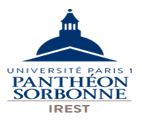 UNIVERSITÉ PARIS 1
PANTHÉON SORBONNE
IREST